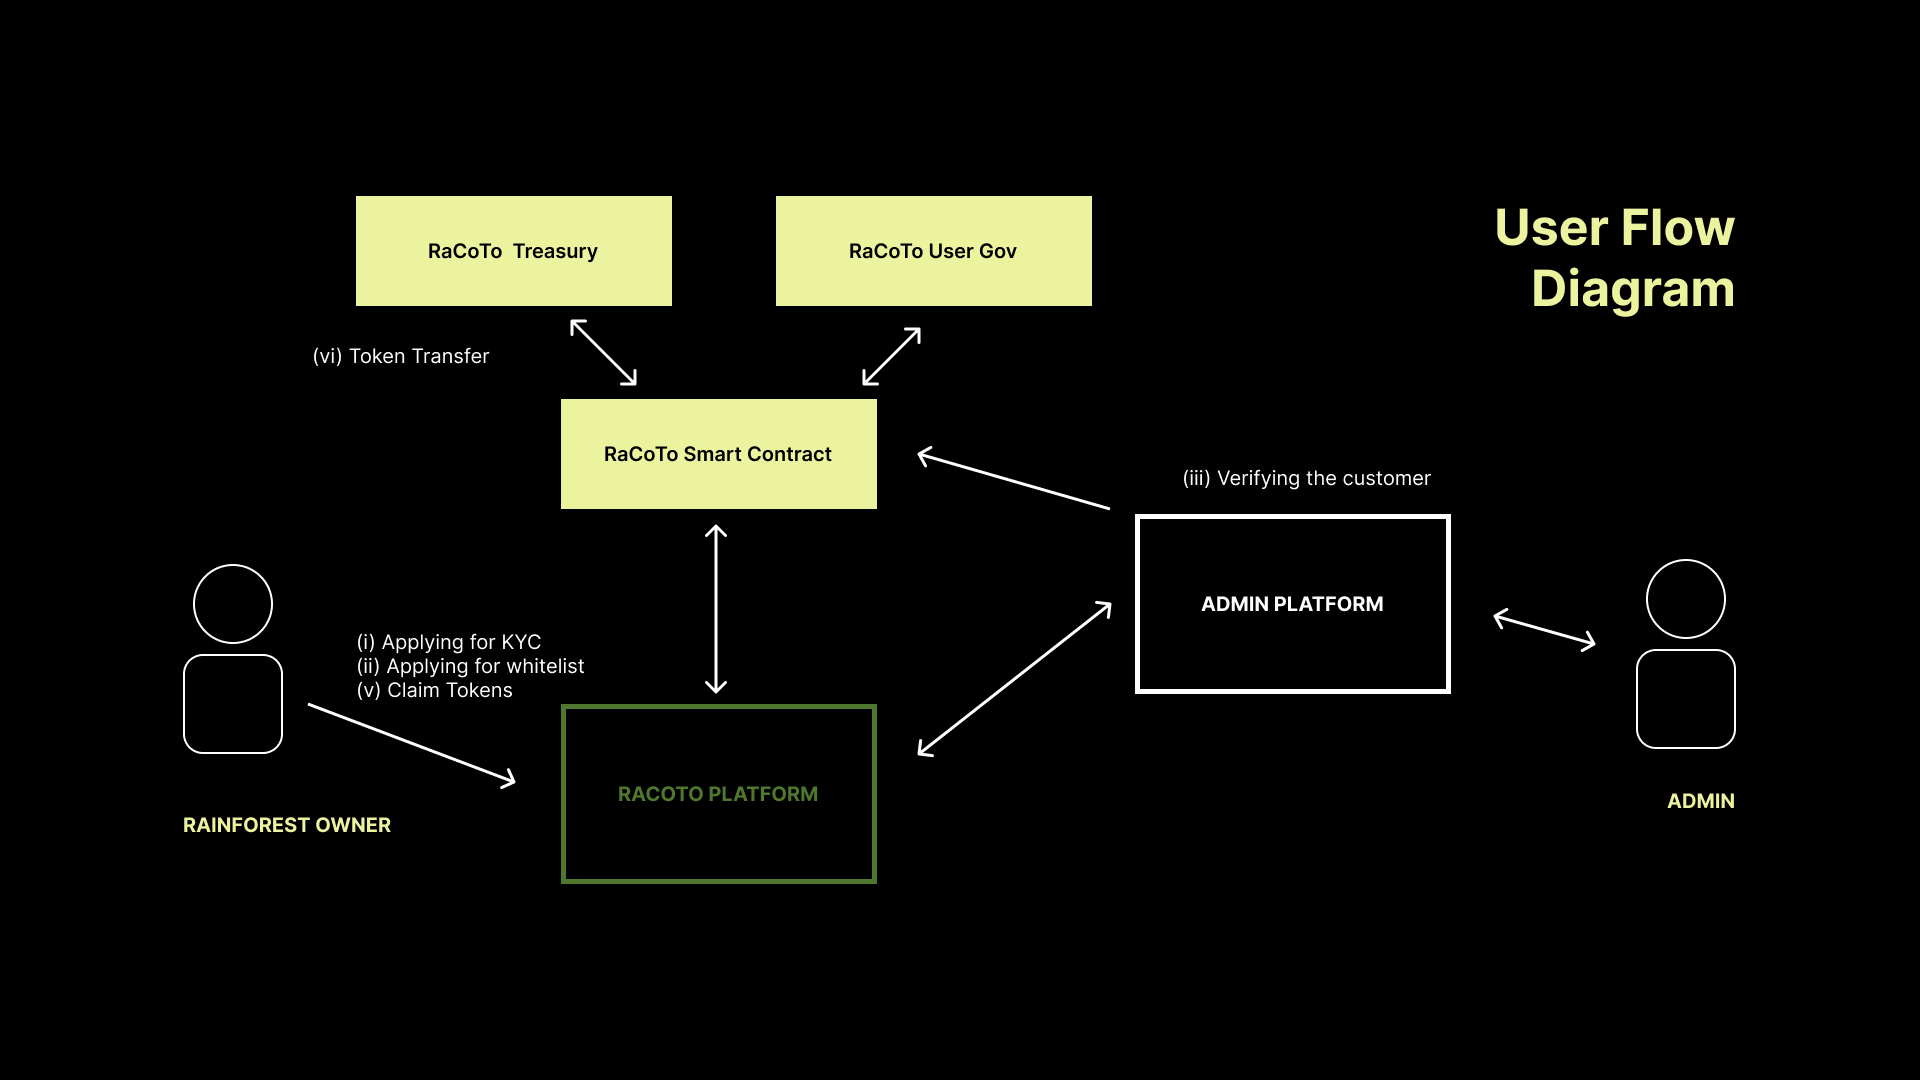 User Flow
Diagram
RaCoTo  Treasury
RaCoTo User Gov
(vi) Token Transfer
RaCoTo Smart Contract
(iii) Verifying the customer
ADMIN PLATFORM
(i) Applying for KYC
(ii) Applying for whitelist
(v) Claim Tokens
RACOTO PLATFORM
RAINFOREST OWNER
ADMIN